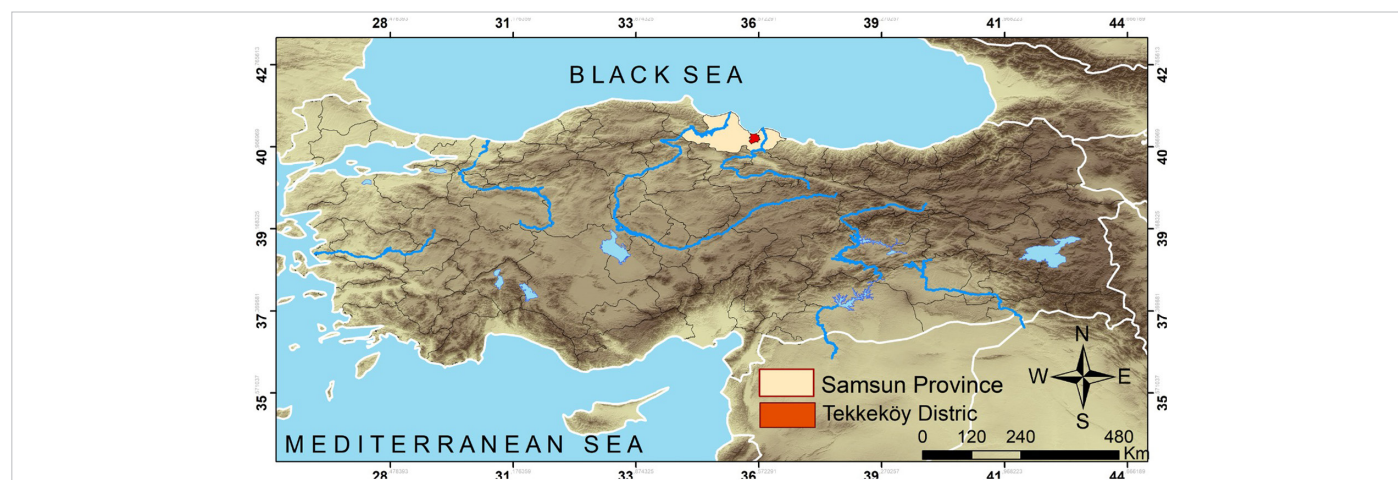 28 31 33 36 39 41 44
42 42
BLACK SEA
40 40
39 39
37 37
N
W E
S
35 35
Samsun Province
Tekkeköy Distric
0 120 240 480
Km
MEDITERRANEAN SEA
28 31 33 36 39 41 44